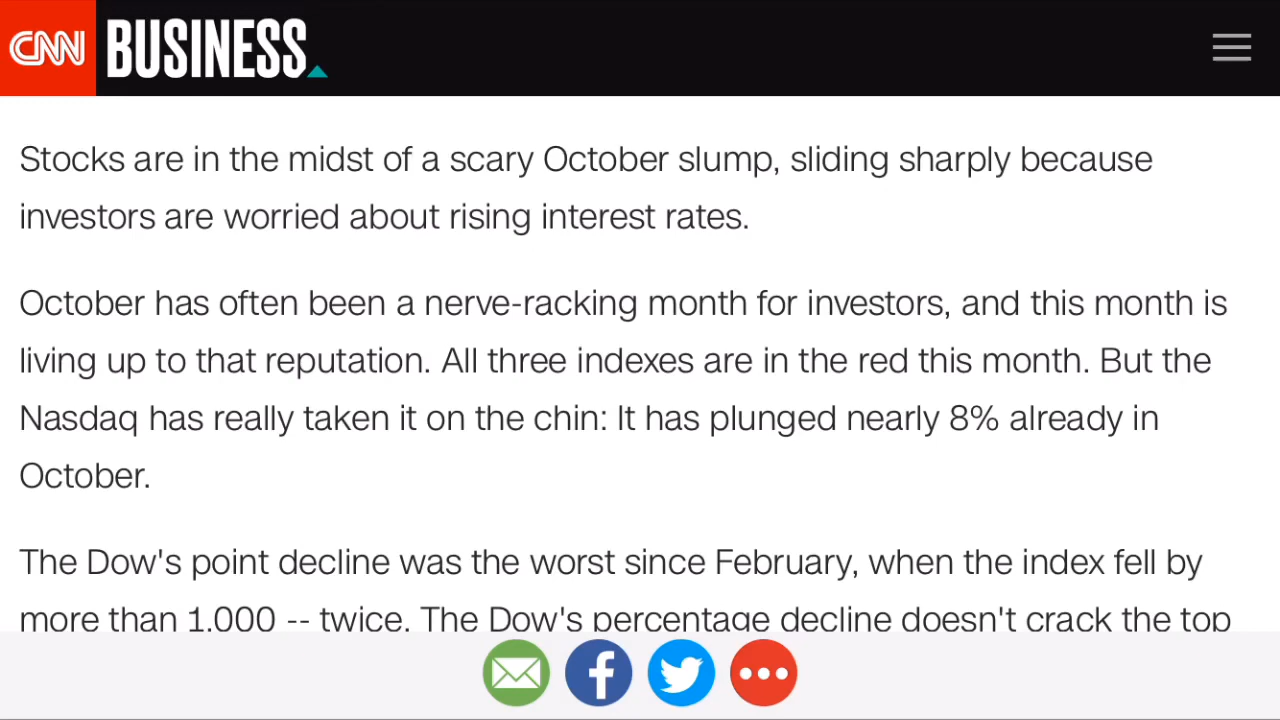 CNN BUSINESS
Stocks are in the midst of a scary October slump, sliding sharply because
investors are worried about rising interest rates.
October has often been a nerve-racking month for investors, and this month is
living up to that reputation. All three indexes are in the red this month. But the
Nasdaq has really taken it on the chin: It has plunged nearly 8% already in
October.
The Dow's point decline was the worst since February, when the index fell by
more than 1,000 -- twice. The Dow's percentage decline doesn't crack the top